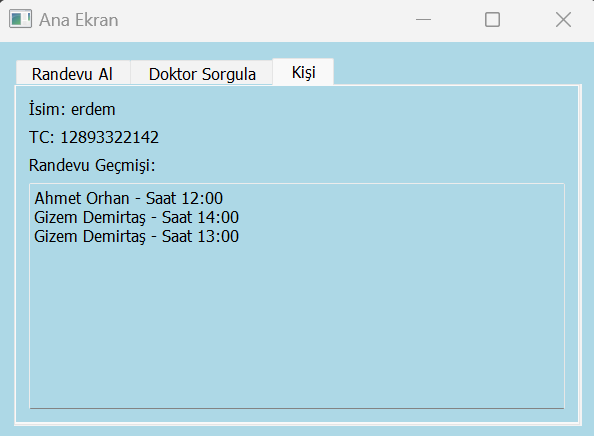 Ana Ekran
Randevu Al Doktor Sorgula Kişi
İsim: erdem
TC: 12893322142
Randevu Geçmişi:
Ahmet Orhan - Saat 12:00
Gizem Demirtaş - Saat 14:00
Gizem Demirtaş - Saat 13:00